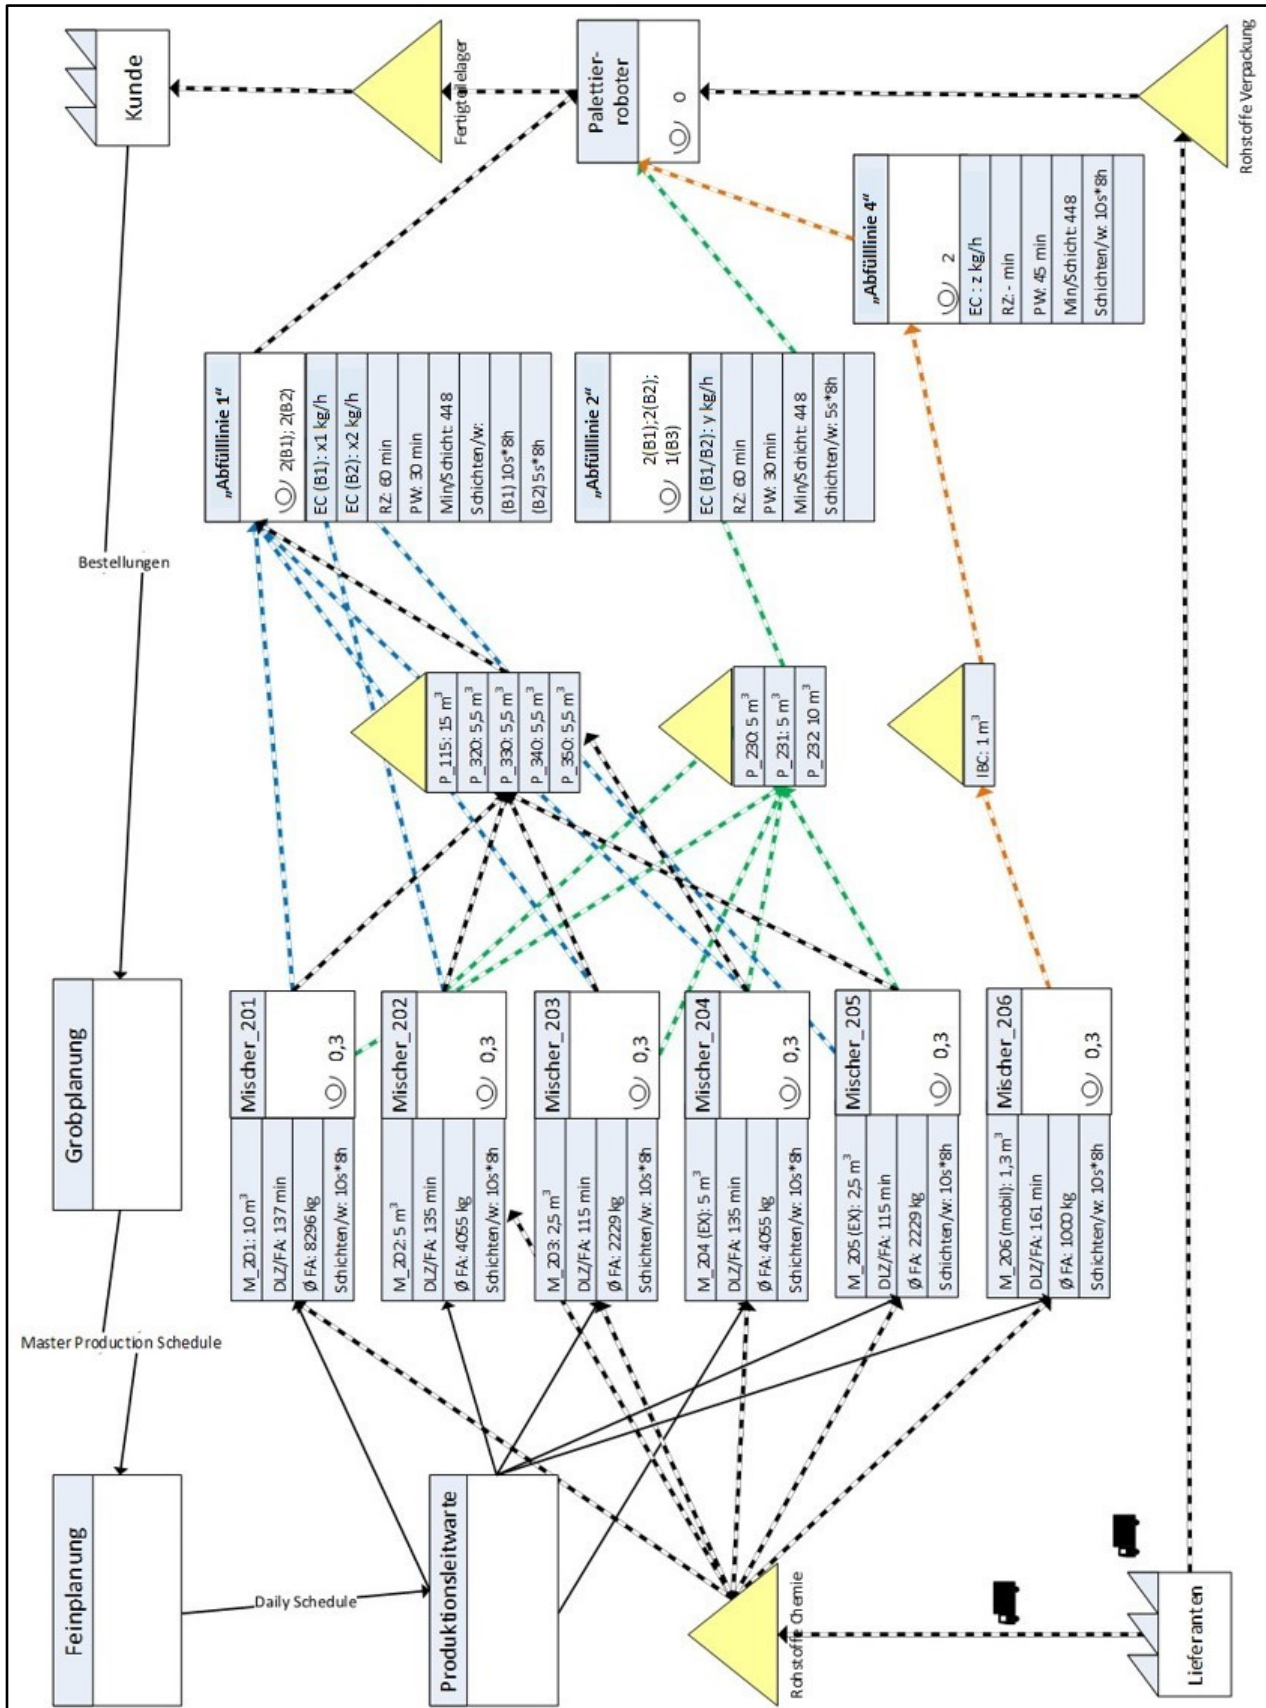 Feinplanung
Master Production Schedule
Grobplanung
Bestellungen
Kunde
Daily Schedule
Produktionsleitwarte
Rohstoffe Chemie
Lieferanten
M_201: 10 m³
DLZ/FA: 137 min
Ø FA: 8296 kg
Schichten/w: 10s*8h
Mischer_201
0,3
M_202: 5 m³
DLZ/FA: 135 min
Ø FA: 4055 kg
Schichten/w: 10s*8h
Mischer_202
0,3
M_203: 2,5 m³
DLZ/FA: 115 min
Ø FA: 2229 kg
Schichten/w: 10s*8h
Mischer_203
0,3
M_204 (EX): 5 m³
DLZ/FA: 135 min
Ø FA: 4055 kg
Schichten/w: 10s*8h
Mischer_204
0,3
M_205 (EX): 2,5 m³
DLZ/FA: 115 min
Ø FA: 2229 kg
Schichten/w: 10s*8h
Mischer_205
0,3
M_206 (mobil): 1,3 m³
DLZ/FA: 161 min
Ø FA: 1000 kg
Schichten/w: 10s*8h
Mischer_206
0,3
P_115: 15 m³
P_320: 5,5 m³
P_330: 5,5 m³
P_340: 5,5 m³
P_350: 5,5 m³
P_230: 5 m³
P_231: 5 m³
P_232: 10 m³
IBC: 1 m³
„Abfülllinie 1“
2(B1); 2(B2)
EC (B1): x1 kg/h
EC (B2): x2 kg/h
RZ: 60 min
PW: 30 min
Min/Schicht: 448
Schichten/w:
(B1) 10s*8h
(B2) 5s*8h
„Abfülllinie 2“
2(B1);2(B2);
1(B3)
EC (B1/B2): y kg/h
RZ: 60 min
PW: 30 min
Min/Schicht: 448
Schichten/w: 5s*8h
„Abfülllinie 4“
2
EC : z kg/h
RZ: - min
PW: 45 min
Min/Schicht: 448
Schichten/w: 10s*8h
Fertigteilelager
Palettier-
roboter
0
Rohstoffe Verpackung